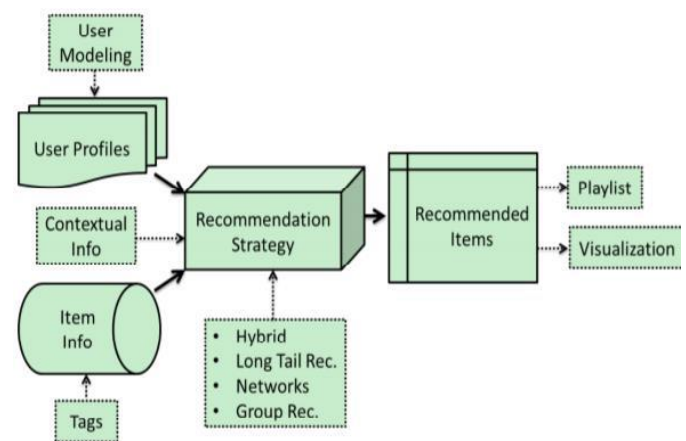 User
Modeling
User Profiles
Contextual
Info
Item
Info
Tags
Recommendation
Strategy
• Hybrid
• Long Tail Rec.
• Networks
• Group Rec.
Recommended
Items
Playlist
Visualization